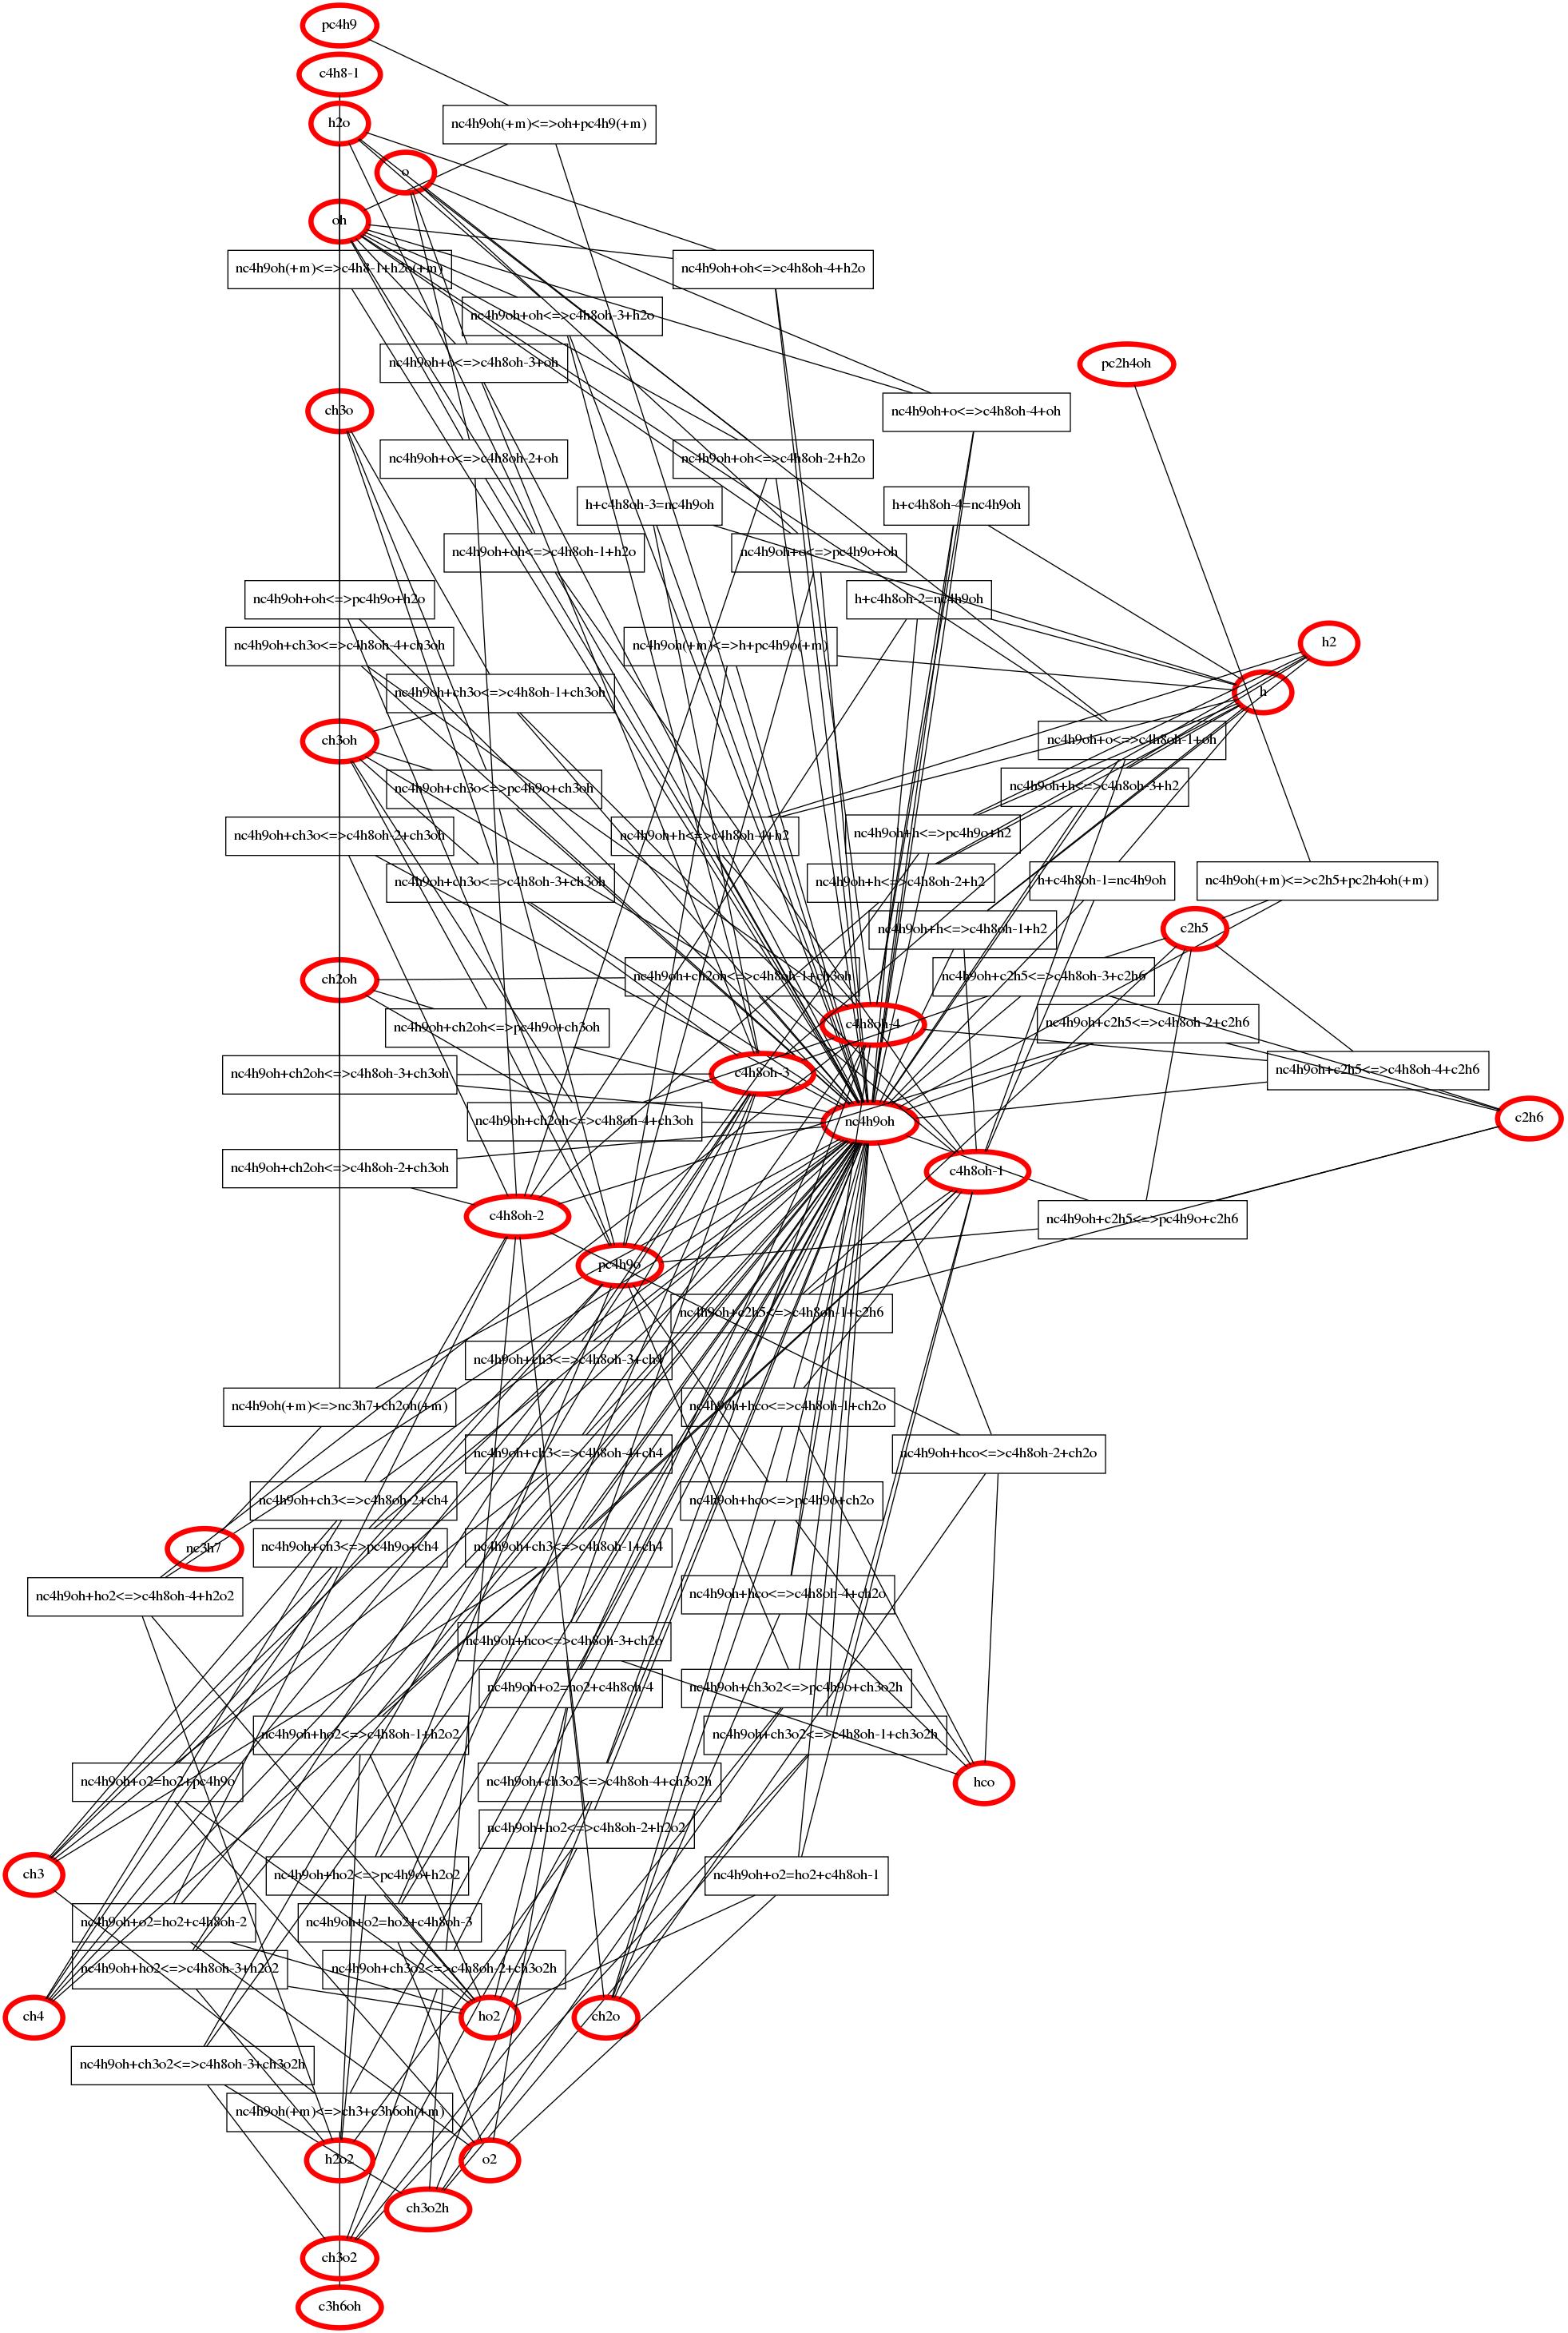 pc4h9
c4h8-1
h2o
nc4h9oh(+m)<=>oh+pc4h9(+m)
o
oh
nc4h9oh(+m)<=>c4h8-1+h2o(+m)
nc4h9oh+oh<=>c4h8oh-4+h2o
nc4h9oh+oh<=>c4h8oh-3+h2o
nc4h9oh+o<=>c4h8oh-3+oh
pc2h4oh
ch3o
nc4h9oh+o<=>c4h8oh-4+oh
nc4h9oh+o<=>c4h8oh-2+oh
nc4h9oh+oh<=>c4h8oh-2+h2o
h+c4h8oh-3=nc4h9oh
h+c4h8oh-4=nc4h9oh
nc4h9oh+oh<=>c4h8oh-1+h2o
nc4h9oh+o<=>pc4h9o+oh
nc4h9oh+oh<=>pc4h9o+h2o
h+c4h8oh-2=nc4h9oh
nc4h9oh+ch3o<=>c4h8oh-4+ch3oh
nc4h9oh(+m)<=>h+pc4h9o(+m)
h2
nc4h9oh+ch3o<=>c4h8oh-1+ch3oh
h
ch3oh
nc4h9oh+o<=>c4h8oh-1+oh
nc4h9oh+ch3o<=>pc4h9o+ch3oh
nc4h9oh+h<=>c4h8oh-3+h2
nc4h9oh+ch3o<=>c4h8oh-2+ch3oh
nc4h9oh+h<=>c4h8oh-4+h2
nc4h9oh+h<=>pc4h9o+h2
nc4h9oh+ch3o<=>c4h8oh-3+ch3oh
nc4h9oh+h<=>c4h8oh-2+h2
h+c4h8oh-1=nc4h9oh
nc4h9oh(+m)<=>c2h5+pc2h4oh(+m)
nc4h9oh+h<=>c4h8oh-1+h2
c2h5
ch2oh
nc4h9oh+ch2oh<=>c4h8oh-1+ch3oh
nc4h9oh+c2h5<=>c4h8oh-3+c2h6
nc4h9oh+ch2oh<=>pc4h9o+ch3oh
c4h8oh-4
nc4h9oh+c2h5<=>c4h8oh-2+c2h6
nc4h9oh+ch2oh<=>c4h8oh-3+ch3oh
c4h8oh-3
nc4h9oh+c2h5<=>c4h8oh-4+c2h6
nc4h9oh+ch2oh<=>c4h8oh-4+ch3oh
nc4h9oh
c2h6
nc4h9oh+ch2oh<=>c4h8oh-2+ch3oh
c4h8oh-1
c4h8oh-2
nc4h9oh+c2h5<=>pc4h9o+c2h6
pc4h9o
nc4h9oh+c2h5<=>c4h8oh-1+c2h6
nc4h9oh+ch3<=>c4h8oh-3+ch4
nc4h9oh(+m)<=>nc3h7+ch2oh(+m)
nc4h9oh+hco<=>c4h8oh-1+ch2o
nc4h9oh+ch3<=>c4h8oh-4+ch4
nc4h9oh+hco<=>c4h8oh-2+ch2o
nc4h9oh+ch3<=>c4h8oh-2+ch4
nc4h9oh+hco<=>pc4h9o+ch2o
nc3h7
nc4h9oh+ch3<=>pc4h9o+ch4
nc4h9oh+ch3<=>c4h8oh-1+ch4
nc4h9oh+ho2<=>c4h8oh-4+h2o2
nc4h9oh+hco<=>c4h8oh-4+ch2o
nc4h9oh+hco<=>c4h8oh-3+ch2o
nc4h9oh+o2=ho2+c4h8oh-4
nc4h9oh+ch3o2<=>pc4h9o+ch3o2h
nc4h9oh+ho2<=>c4h8oh-1+h2o2
nc4h9oh+ch3o2<=>c4h8oh-1+ch3o2h
nc4h9oh+o2=ho2+pc4h9o
nc4h9oh+ch3o2<=>c4h8oh-4+ch3o2h
hco
nc4h9oh+ho2<=>c4h8oh-2+h2o2
ch3
nc4h9oh+ho2<=>pc4h9o+h2o2
nc4h9oh+o2=ho2+c4h8oh-1
nc4h9oh+o2=ho2+c4h8oh-2
nc4h9oh+o2=ho2+c4h8oh-3
nc4h9oh+ho2<=>c4h8oh-3+h2o2
nc4h9oh+ch3o2<=>c4h8oh-2+ch3o2h
ch4
ho2
ch2o
nc4h9oh+ch3o2<=>c4h8oh-3+ch3o2h
nc4h9oh(+m)<=>ch3+c3h6oh(+m)
h2o2
o2
ch3o2h
ch3o2
c3h6oh